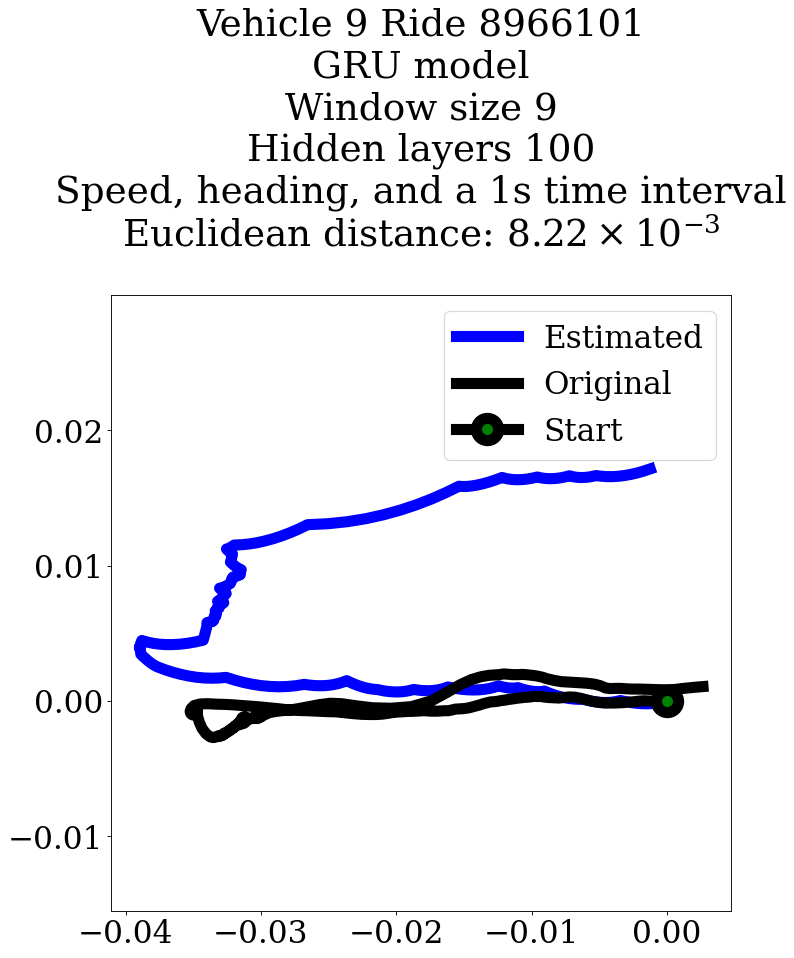 Vehicle 9 Ride 8966101
GRU model
Window size 9
Hidden layers 100
Speed, heading, and a 1s time interval
Euclidean distance: 8.22 × 10⁻³
Estimated
Original
Start
0.02
0.01
0.00
−0.01
−0.04
−0.03
−0.02
−0.01
0.00